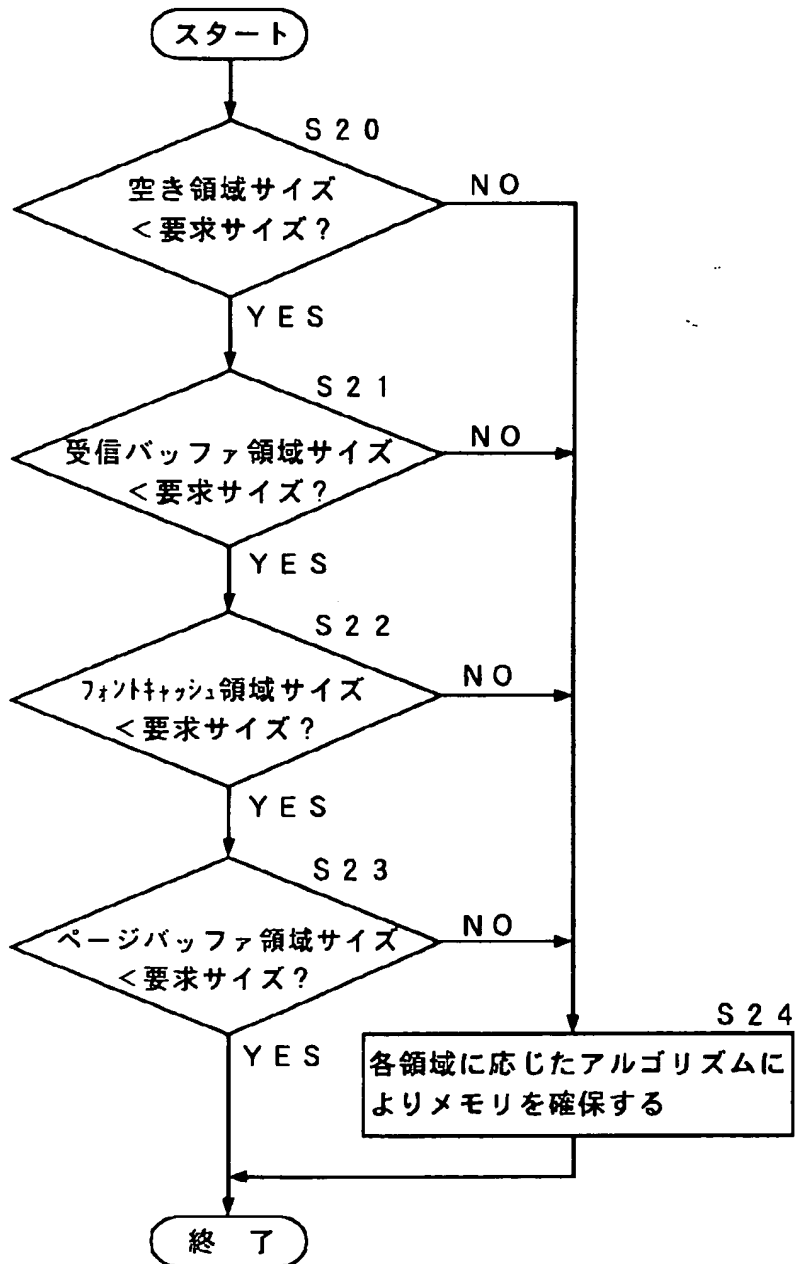 スタート
S20
空き領域サイズ
<要求サイズ?
NO
YES
S21
受信バッファ領域サイズ
<要求サイズ?
NO
YES
S22
フォントキャッシュ領域サイズ
<要求サイズ?
NO
YES
S23
ページバッファ領域サイズ
<要求サイズ?
NO
YES
S24
各領域に応じたアルゴリズムに
よりメモリを確保する
終 了